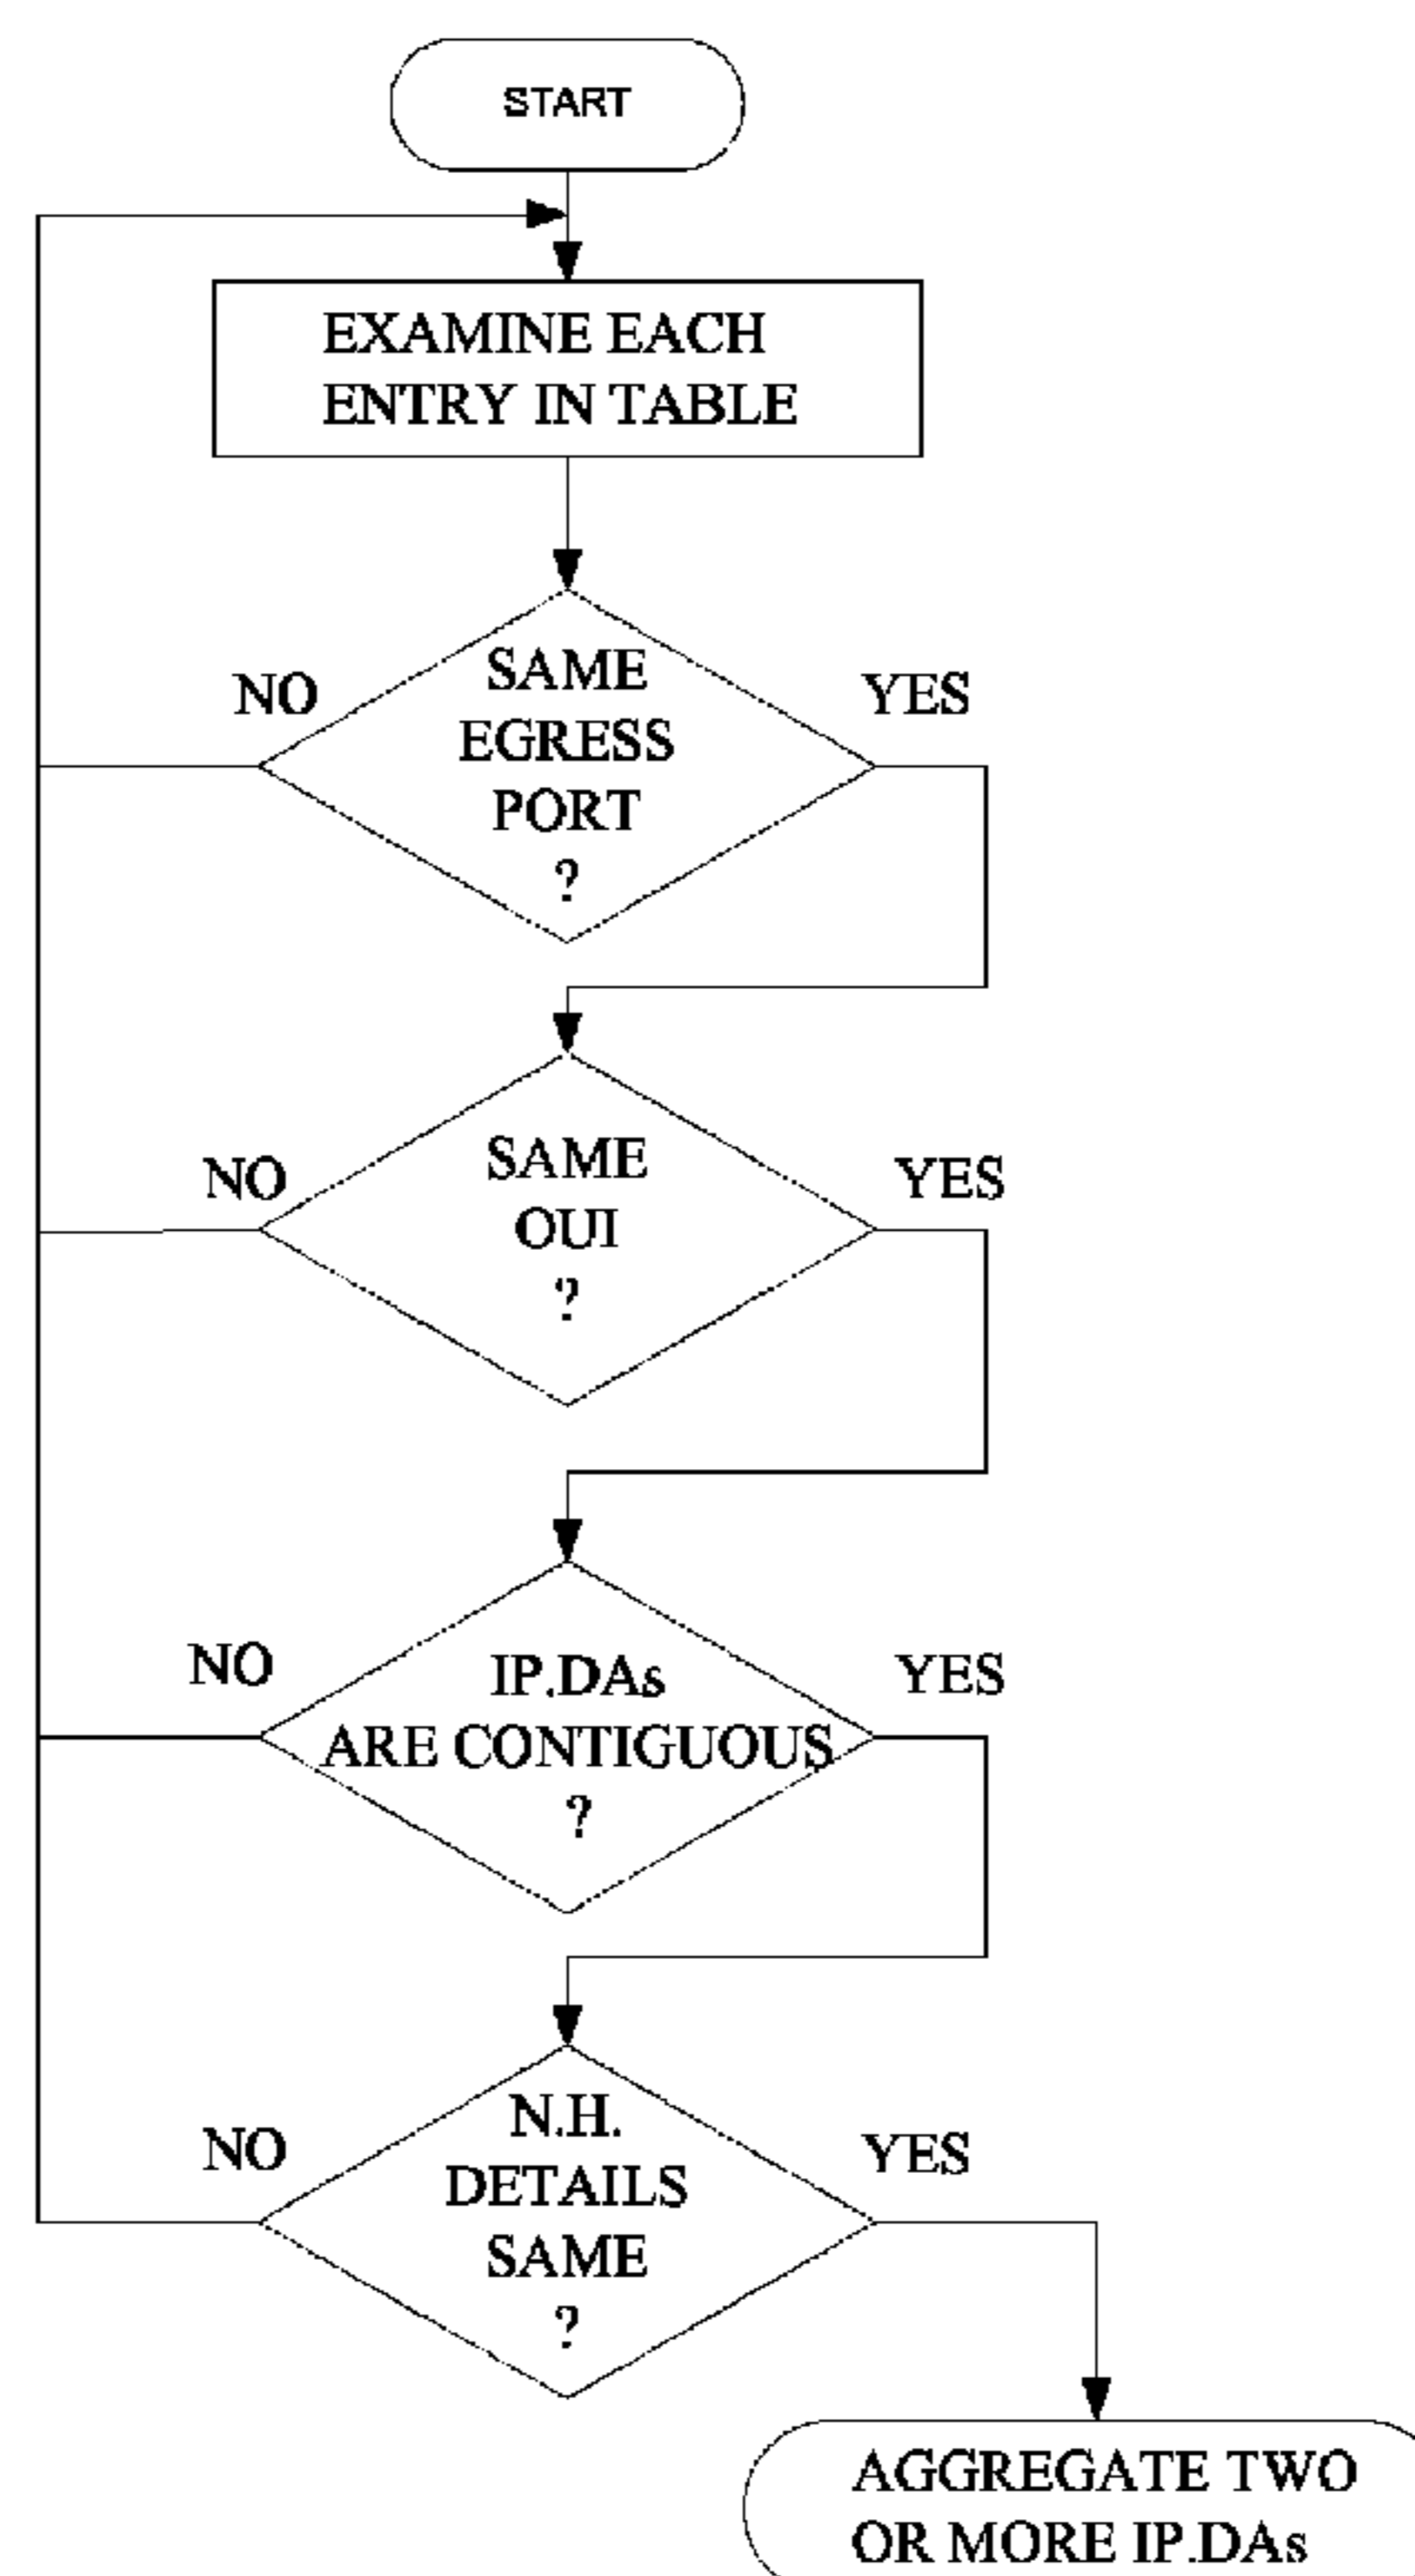 START
EXAMINE EACH
ENTRY IN TABLE
SAME
EGRESS
PORT
?
NO
YES
SAME
OUI
?
NO
YES
IP.DAs
ARE CONTIGUOUS
?
NO
YES
N.H.
DETAILS
SAME
?
NO
YES
AGGREGATE TWO
OR MORE IP.DAs